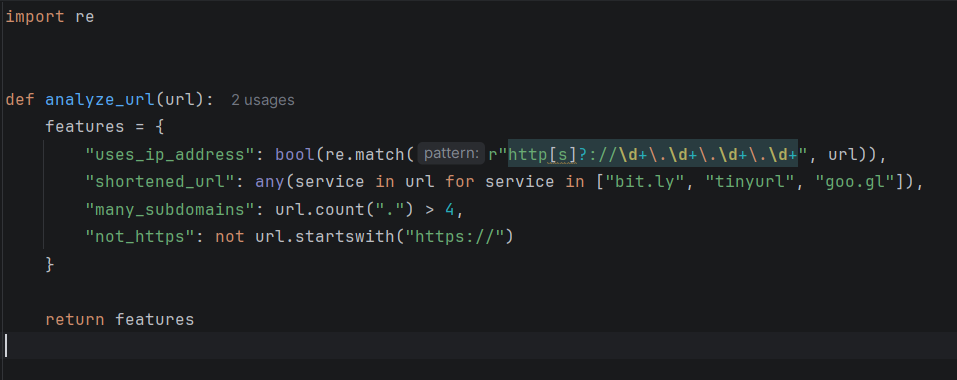 import re
def analyze_url(url): 2 usages
    features = {
        "uses_ip_address": bool(re.match( pattern: r"http[s]?://\d+\.\d+\.\d+\.\d+", url)),
        "shortened_url": any(service in url for service in ["bit.ly", "tinyurl", "goo.gl"]),
        "many_subdomains": url.count(".") > 4,
        "not_https": not url.startswith("https://")
    }
    return features